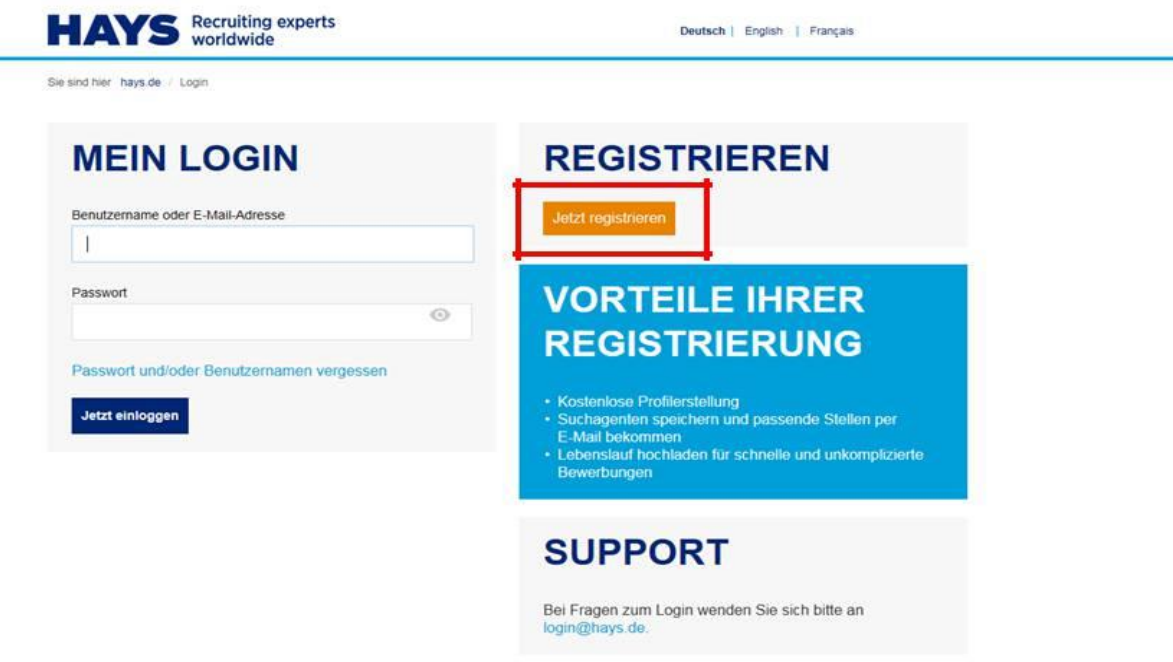 HAYS Recruiting experts
worldwide
Deutsch | English | Français
Sie sind hier hays.de / Login
MEIN LOGIN
Benutzername oder E-Mail-Adresse
Passwort
Passwort und/oder Benutzernamen vergessen
Jetzt einloggen
REGISTRIEREN
Jetzt registrieren
VORTEILE IHRER
REGISTRIERUNG
• Kostenlose Profilerstellung
• Suchagenten speichern und passende Stellen per
E-Mail bekommen
• Lebenslauf hochladen für schnelle und unkomplizierte
Bewerbungen
SUPPORT
Bei Fragen zum Login wenden Sie sich bitte an
login@hays.de.